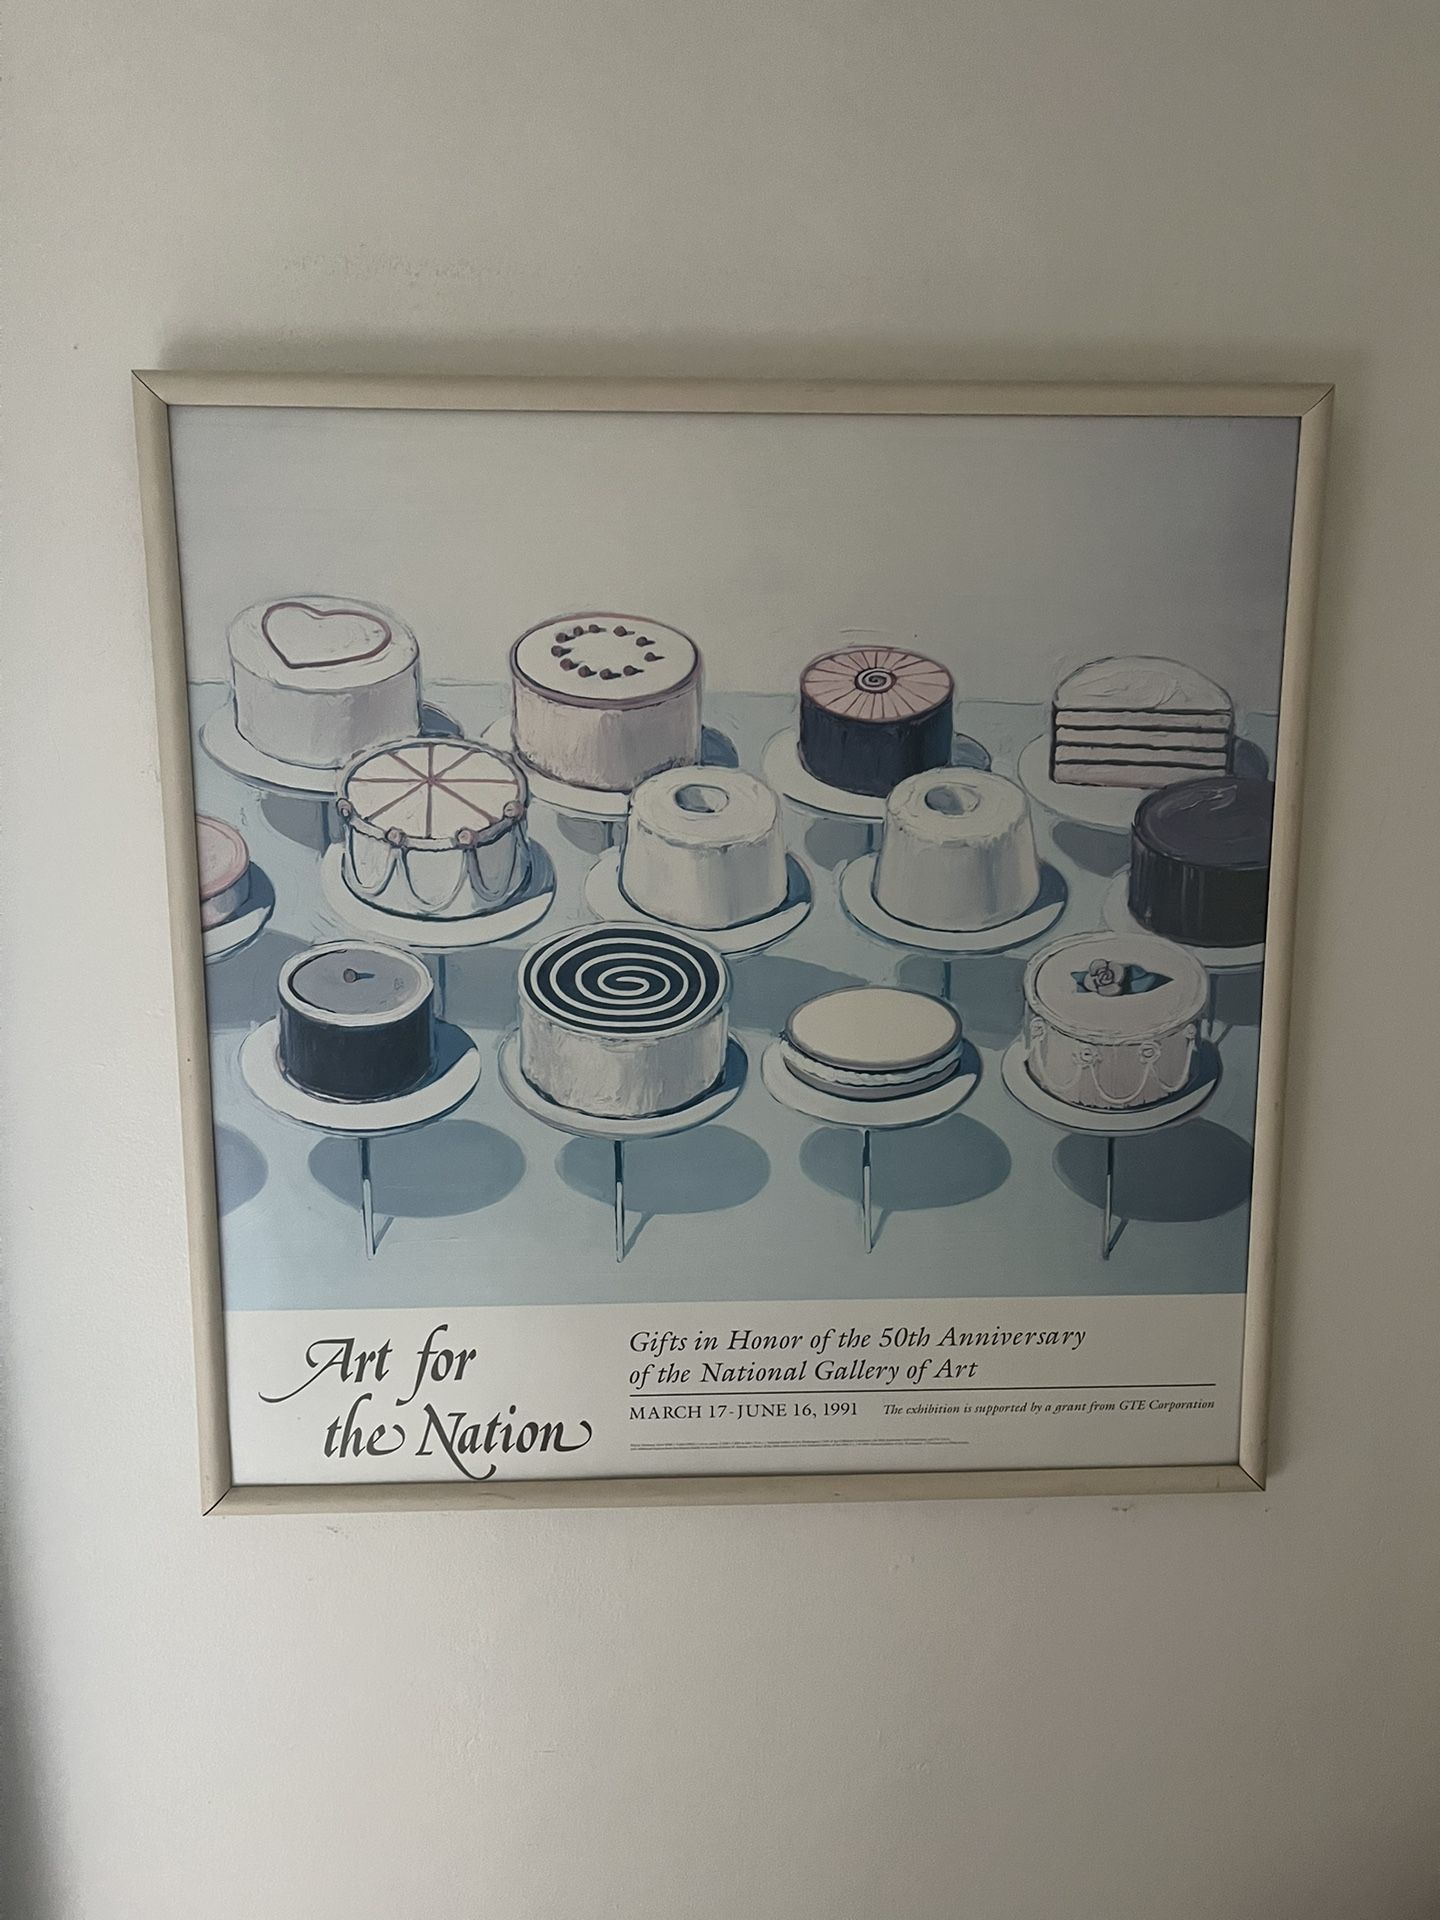 Art for
the Nation
Gifts in Honor of the 50th Anniversary
of the National Gallery of Art
MARCH 17-JUNE 16, 1991 The exhibition is supported by a grant from GTE Corporation